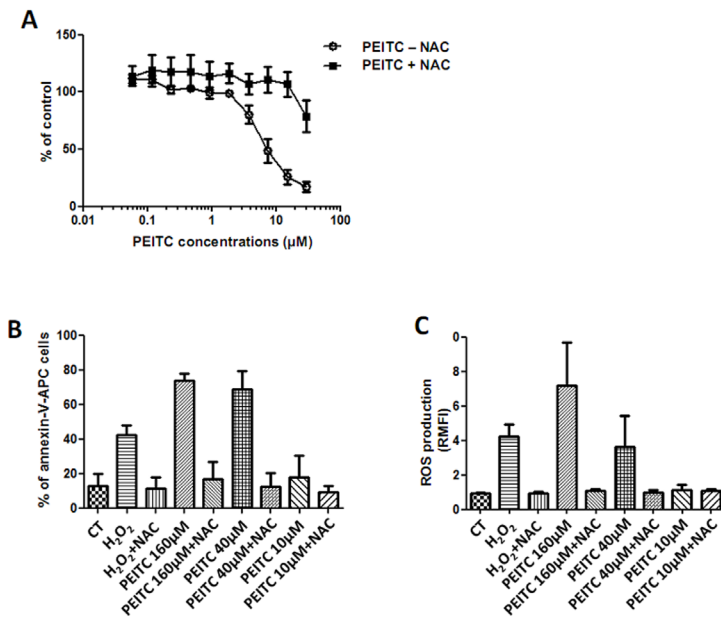 A
150
100
50
0
% of control
0.01 0.1 1 10 100
PEITC concentrations (µM)
PEITC – NAC
PEITC + NAC
B
100
80
60
40
20
0
% of annexin-V-APC cells
CT
H₂O₂
H₂O₂+NAC
PEITC 160µM
PEITC 160µM+NAC
PEITC 40µM
PEITC 40µM+NAC
PEITC 10µM
PEITC 10µM+NAC
C
0
8
6
4
2
0
ROS production
(RMFI)
CT
H₂O₂
H₂O₂+NAC
PEITC 160µM
PEITC 160µM+NAC
PEITC 40µM
PEITC 40µM+NAC
PEITC 10µM
PEITC 10µM+NAC